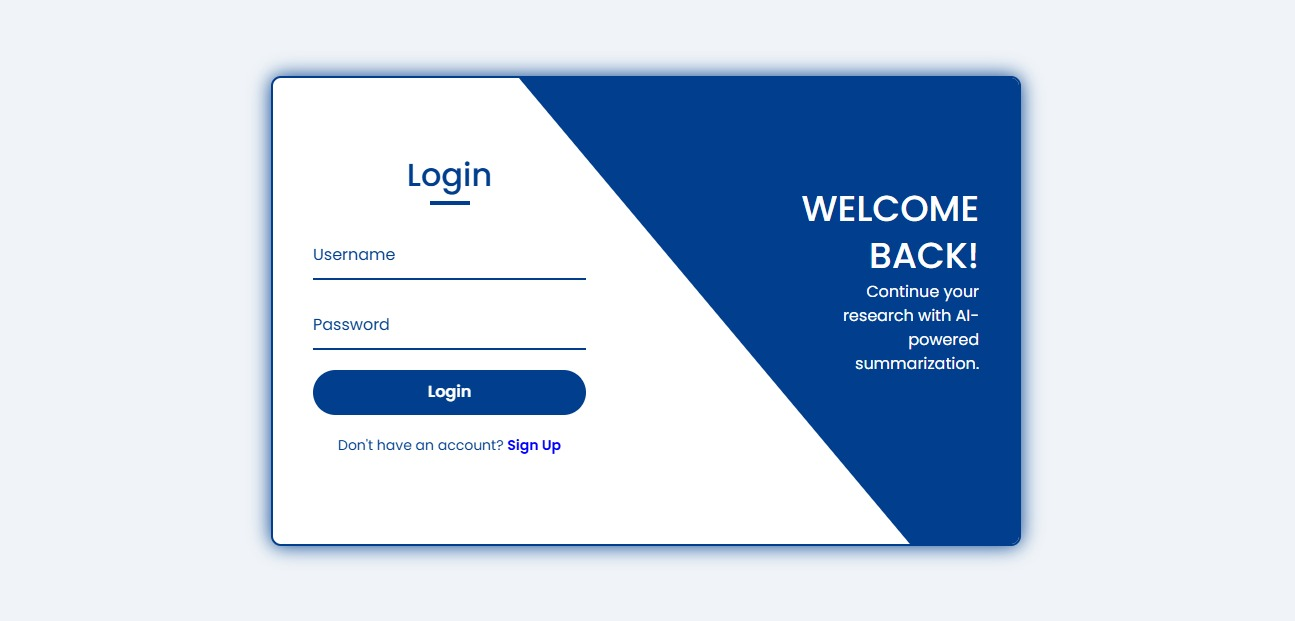 Login
Username
Password
Login
Don't have an account? Sign Up
WELCOME
BACK!
Continue your
research with AI-
powered
summarization.